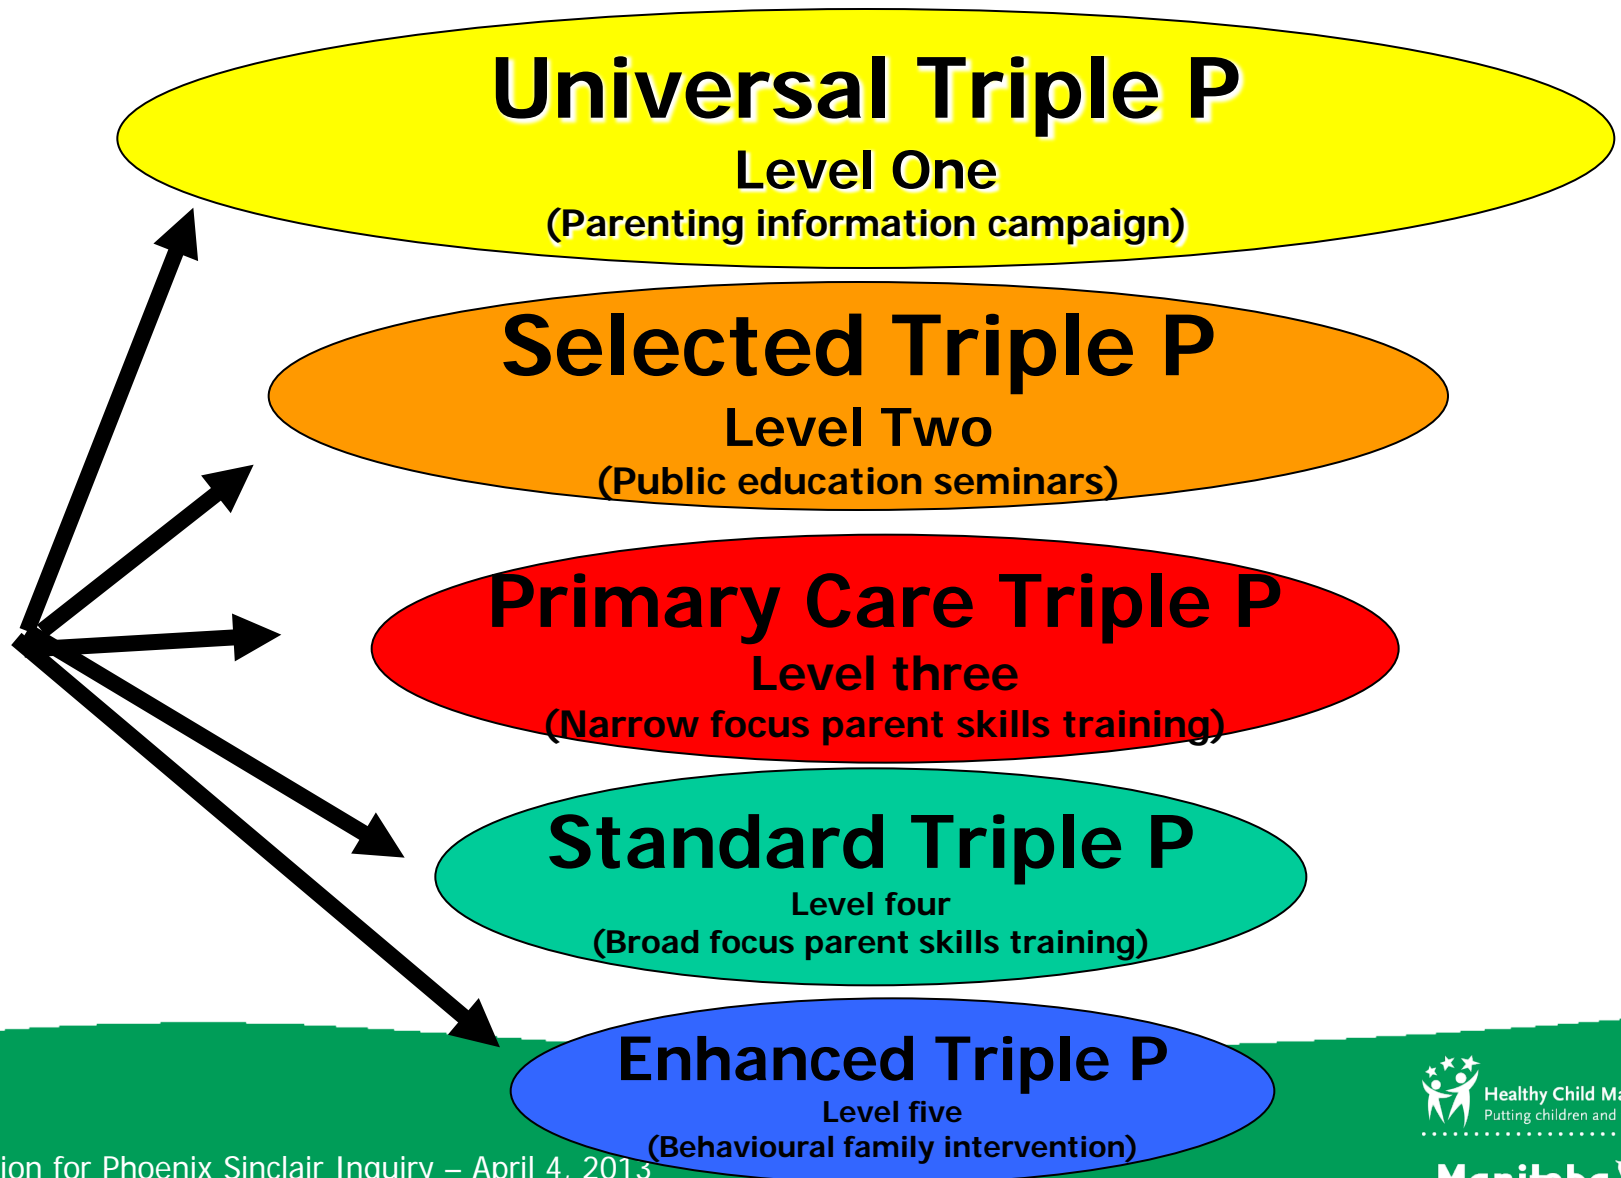 Universal Triple P
Level One
(Parenting information campaign)
Selected Triple P
Level Two
(Public education seminars)
Primary Care Triple P
Level three
(Narrow focus parent skills training)
Standard Triple P
Level four
(Broad focus parent skills training)
Enhanced Triple P
Level five
(Behavioural family intervention)
Healthy Child Ma
Putting children and
Manitoba
ion for Phoenix Sinclair Inquiry – April 4, 2013